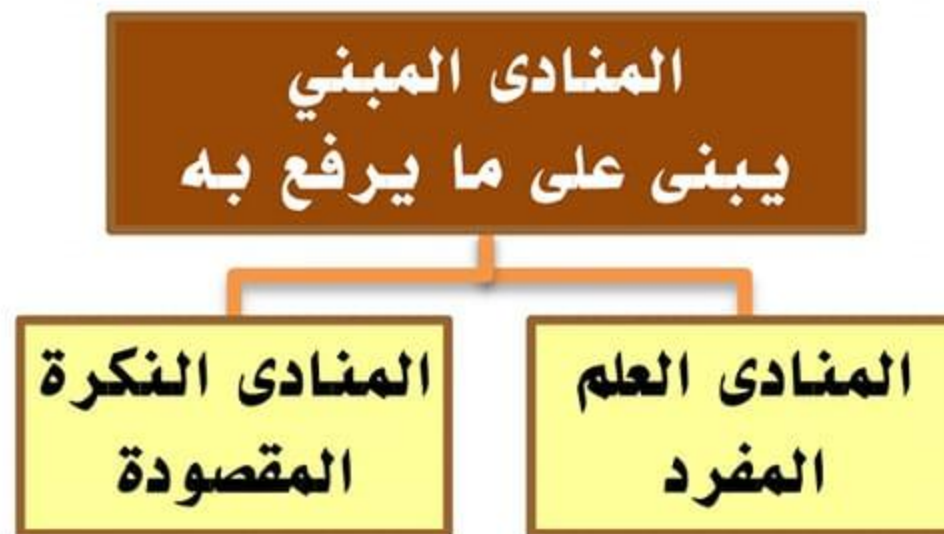 المنادى المبني
يبنى على ما يرفع به
المنادى العلم
المفرد
المنادى النكرة
المقصودة